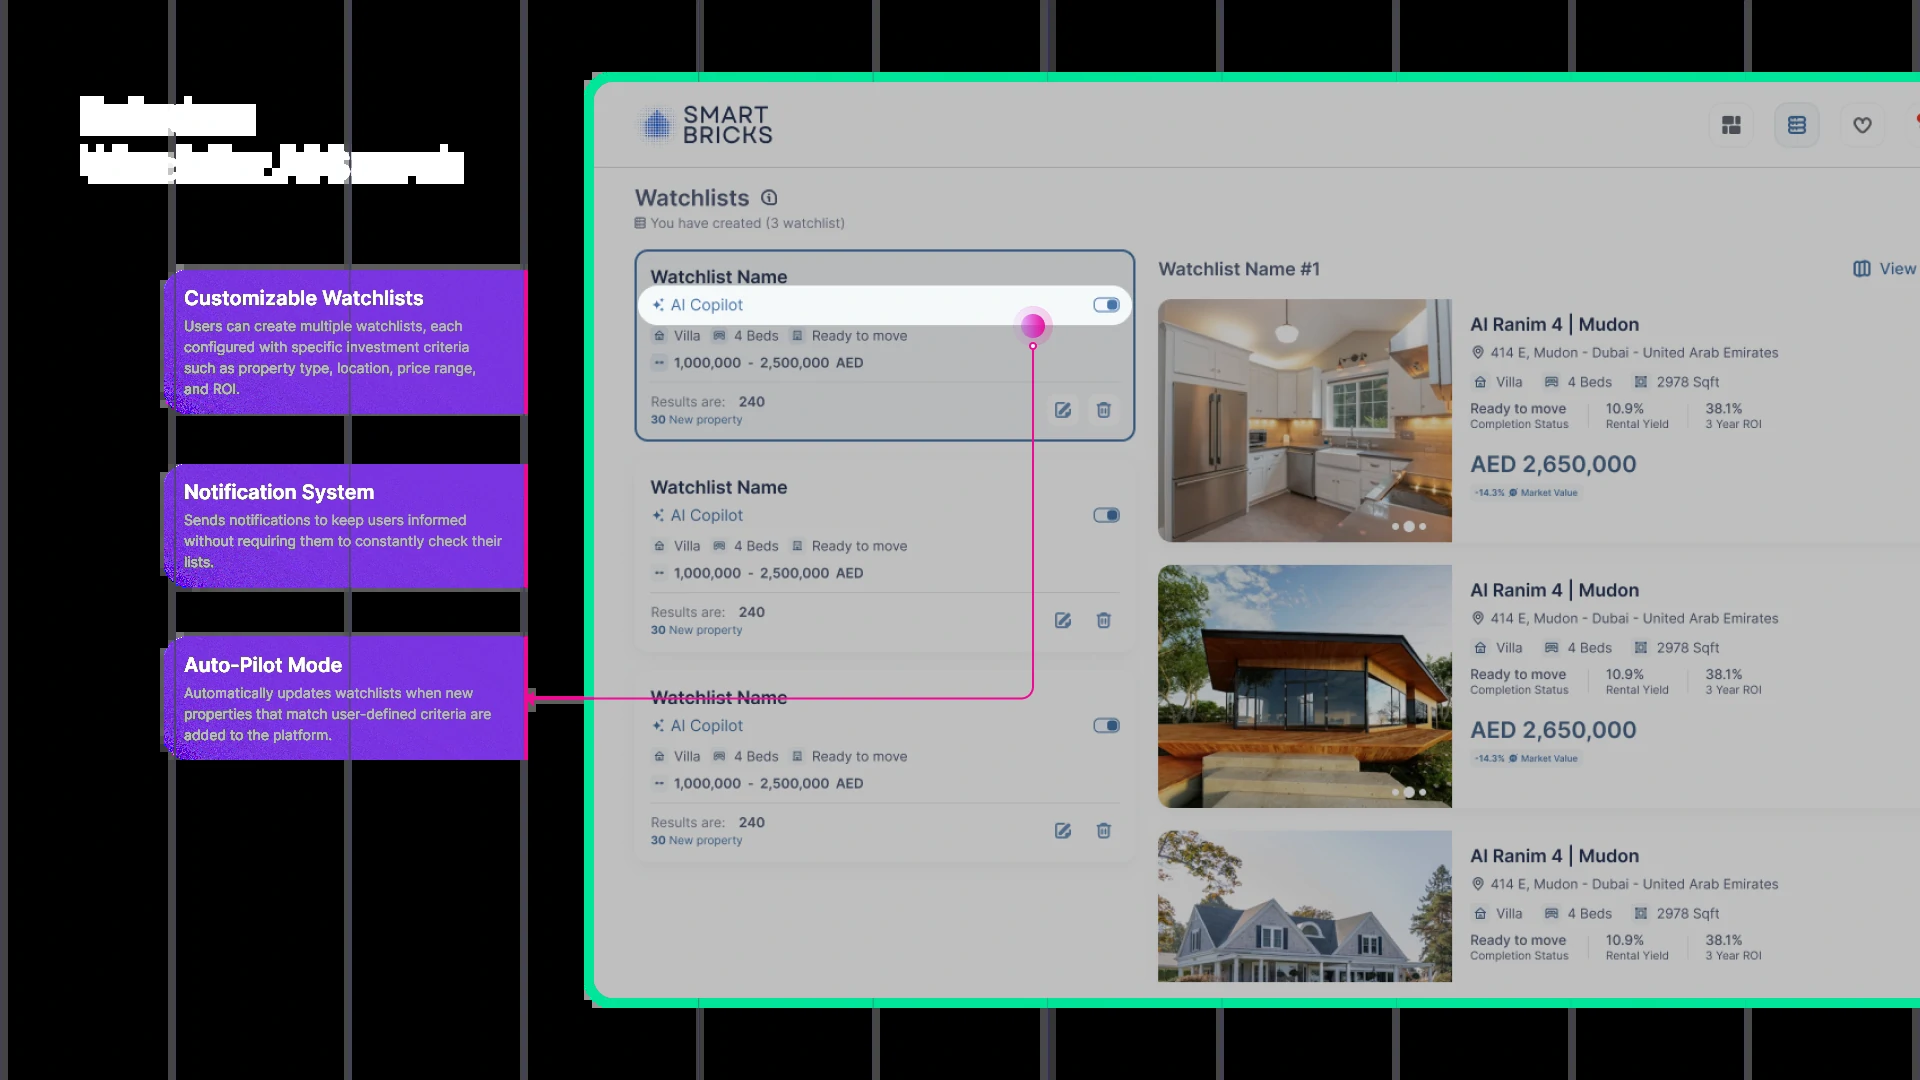 Customizable Watchlists
Users can create multiple watchlists, each
configured with specific investment criteria
such as property type, location, price range,
and ROI.
Notification System
Sends notifications to keep users informed
without requiring them to constantly check their
lists.
Auto-Pilot Mode
Automatically updates watchlists when new
properties that match user-defined criteria are
added to the platform.
SMART
BRICKS
Watchlists
You have created (3 watchlist)
Watchlist Name
AI Copilot
Villa 4 Beds Ready to move
1,000,000 - 2,500,000 AED
Results are: 240
30 New property
Watchlist Name
AI Copilot
Villa 4 Beds Ready to move
1,000,000 - 2,500,000 AED
Results are: 240
30 New property
Watchlist Name
AI Copilot
Villa 4 Beds Ready to move
1,000,000 - 2,500,000 AED
Results are: 240
30 New property
Watchlist Name #1
View
Al Ranim 4 | Mudon
414 E, Mudon - Dubai - United Arab Emirates
Villa 4 Beds 2978 Sqft
Ready to move 10.9% 38.1%
Completion Status Rental Yield 3 Year ROI
AED 2,650,000
-14.3% Market Value
Al Ranim 4 | Mudon
414 E, Mudon - Dubai - United Arab Emirates
Villa 4 Beds 2978 Sqft
Ready to move 10.9% 38.1%
Completion Status Rental Yield 3 Year ROI
AED 2,650,000
-14.3% Market Value
Al Ranim 4 | Mudon
414 E, Mudon - Dubai - United Arab Emirates
Villa 4 Beds 2978 Sqft
Ready to move 10.9% 38.1%
Completion Status Rental Yield 3 Year ROI